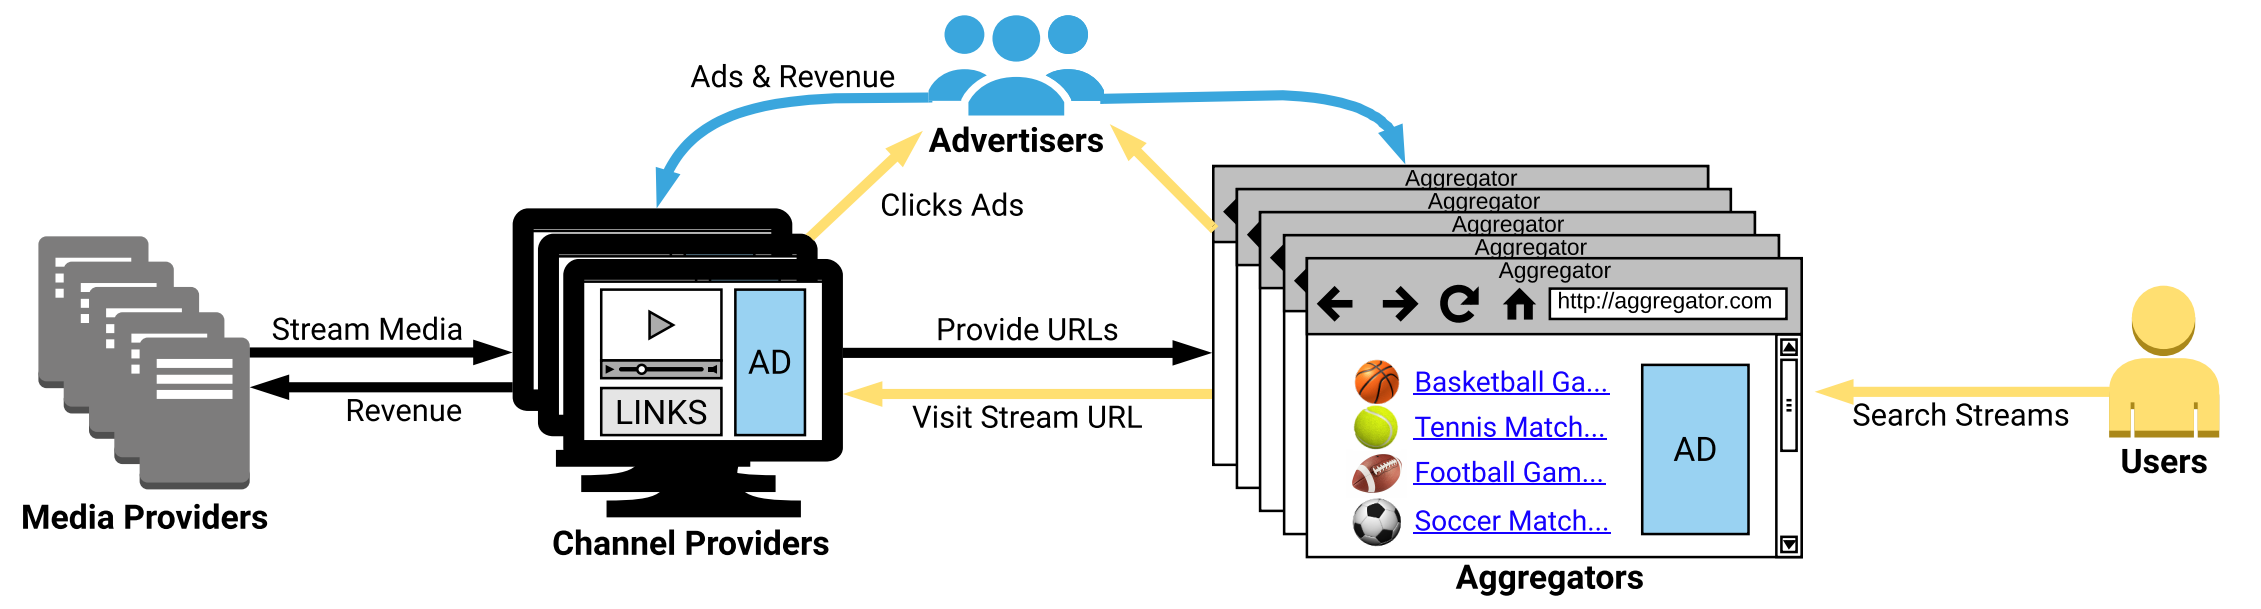 Ads & Revenue
Advertisers
Clicks Ads
Aggregator
Aggregator
Aggregator
Aggregator
Aggregator
http://aggregator.com
Stream Media
Revenue
AD
LINKS
Provide URLs
Visit Stream URL
Basketball Ga...
Tennis Match...
Football Gam...
Soccer Match...
AD
Search Streams
Users
Media Providers
Channel Providers
Aggregators